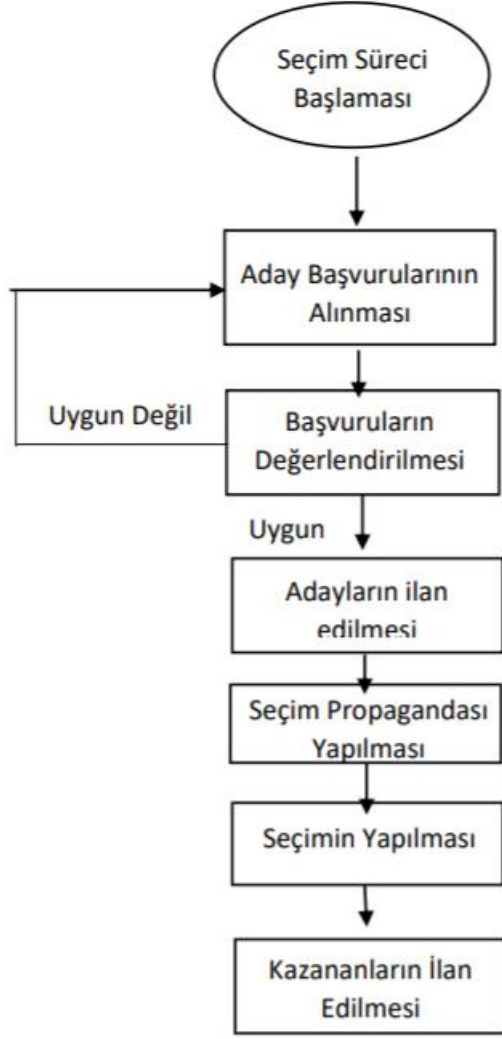 Seçim Süreci
Başlaması
Aday Başvurularının
Alınması
Uygun Değil
Başvuruların
Değerlendirilmesi
Uygun
Adayların ilan
edilmesi
Seçim Propagandası
Yapılması
Seçimin Yapılması
Kazananların İlan
Edilmesi